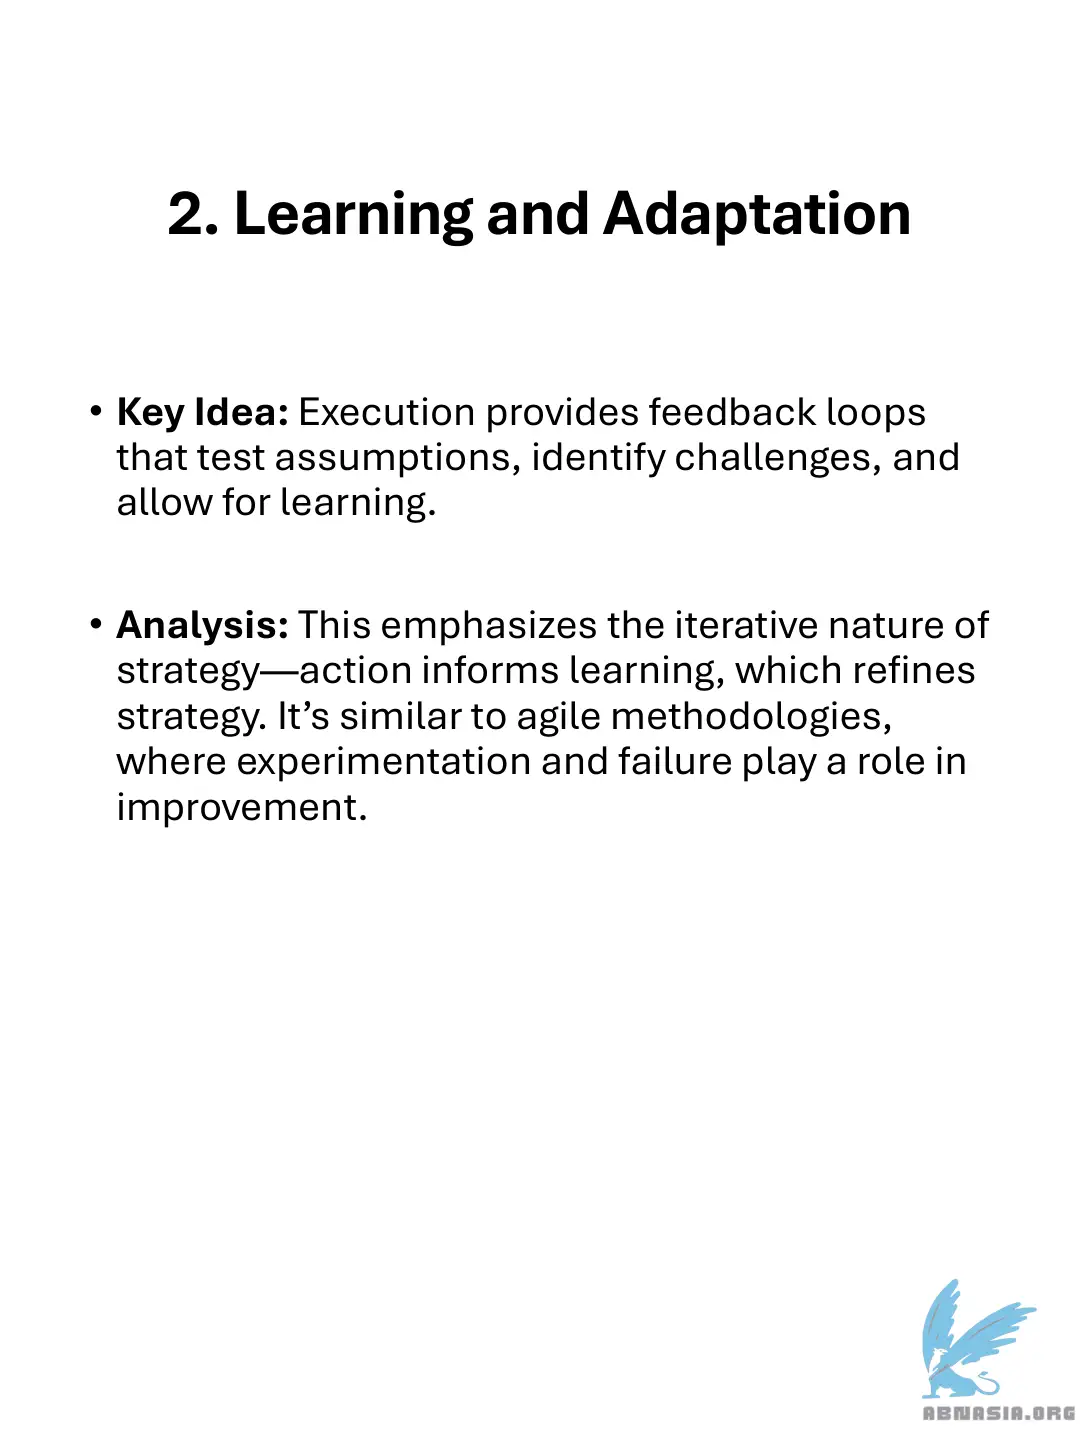 2. Learning and Adaptation
• Key Idea: Execution provides feedback loops
that test assumptions, identify challenges, and
allow for learning.
• Analysis: This emphasizes the iterative nature of
strategy—action informs learning, which refines
strategy. It’s similar to agile methodologies,
where experimentation and failure play a role in
improvement.
ABNASIA.ORG